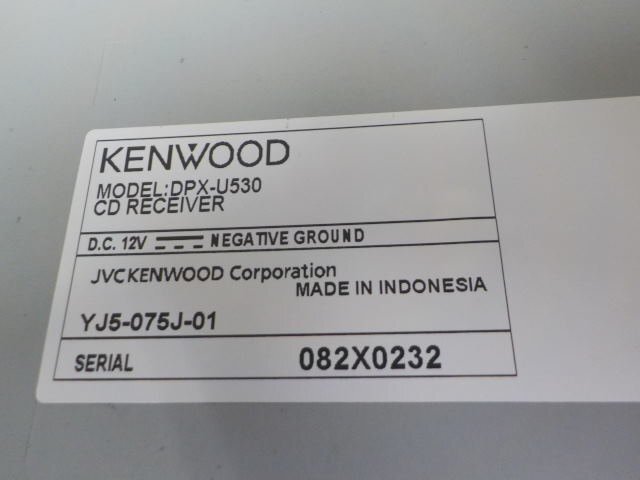 KENWOOD
MODEL:DPX-U530
CD RECEIVER
D.C. 12V NEGATIVE GROUND
JVCKENWOOD Corporation
MADE IN INDONESIA
YJ5-075J-01
SERIAL 082X0232